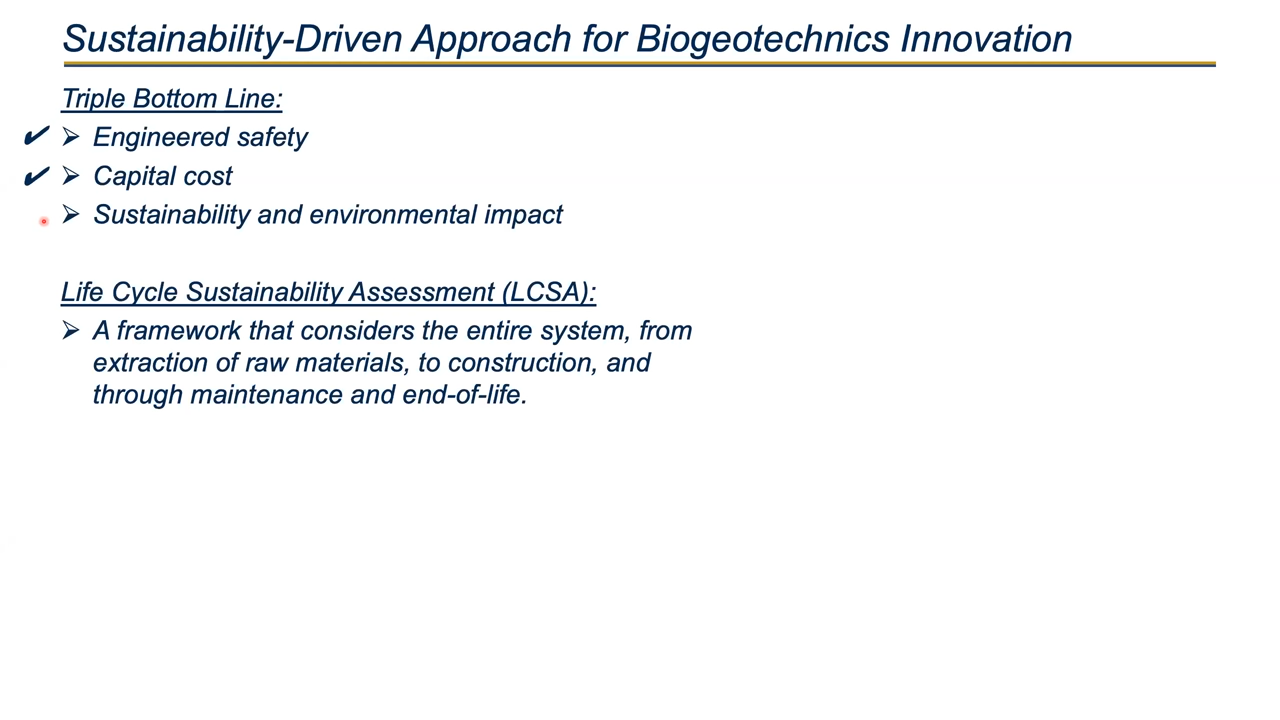 Sustainability-Driven Approach for Biogeotechnics Innovation
Triple Bottom Line:
✔ ➢ Engineered safety
✔ ➢ Capital cost
➢ Sustainability and environmental impact
Life Cycle Sustainability Assessment (LCSA):
➢ A framework that considers the entire system, from
extraction of raw materials, to construction, and
through maintenance and end-of-life.